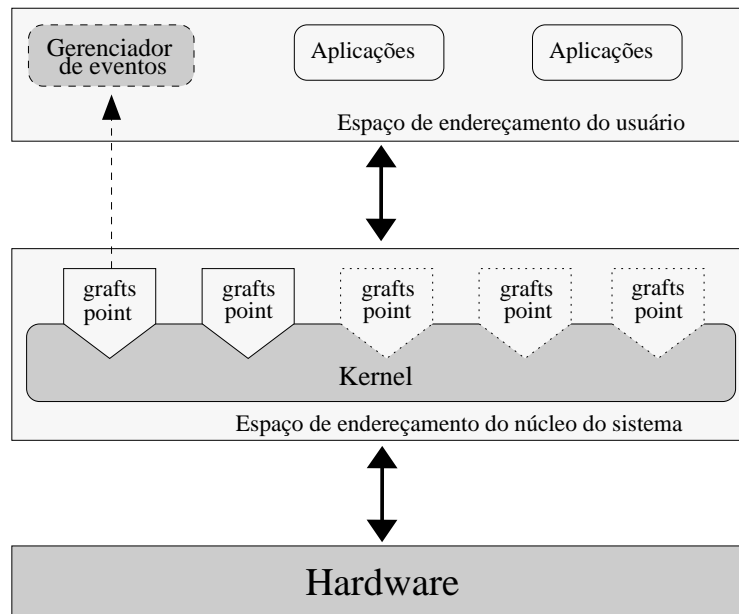 Gerenciador
de eventos
Aplicações
Aplicações
Espaço de endereçamento do usuário
grafts
point
grafts
point
grafts
point
grafts
point
grafts
point
Kernel
Espaço de endereçamento do núcleo do sistema
Hardware